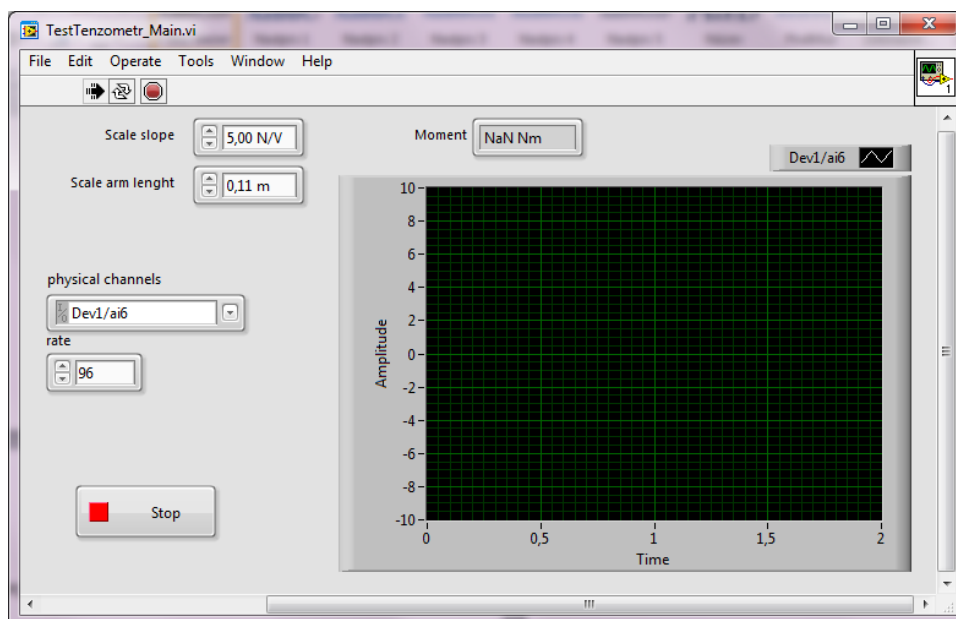 TestTenzometr_Main.vi
File Edit Operate Tools Window Help
1
Scale slope 5,00 N/V
Moment NaN Nm
Dev1/ai6
Scale arm lenght 0,11 m
physical channels
Dev1/ai6
rate
96
Stop
Amplitude
10
8
6
4
2
0
-2
-4
-6
-8
-10
0 0,5 1 1,5 2
Time